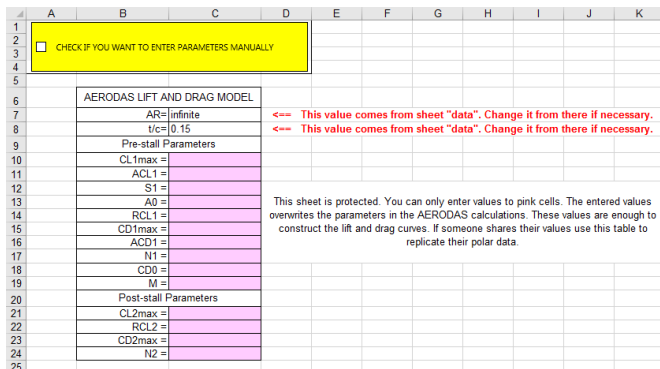 A B C D E F G H I J K
1
2
CHECK IF YOU WANT TO ENTER PARAMETERS MANUALLY
3
4
5
6 AERODAS LIFT AND DRAG MODEL
7 AR= infinite <== This value comes from sheet "data". Change it from there if necessary.
8 t/c= 0.15 <== This value comes from sheet "data". Change it from there if necessary.
9 Pre-stall Parameters
10 CL1max =
11 ACL1 =
12 S1 =
13 A0 = This sheet is protected. You can only enter values to pink cells. The entered values
14 RCL1 = overwrites the parameters in the AERODAS calculations. These values are enough to
15 CD1max = construct the lift and drag curves. If someone shares their values use this table to
16 ACD1 = replicate their polar data.
17 N1 =
18 CD0 =
19 M =
20 Post-stall Parameters
21 CL2max =
22 RCL2 =
23 CD2max =
24 N2 =
25